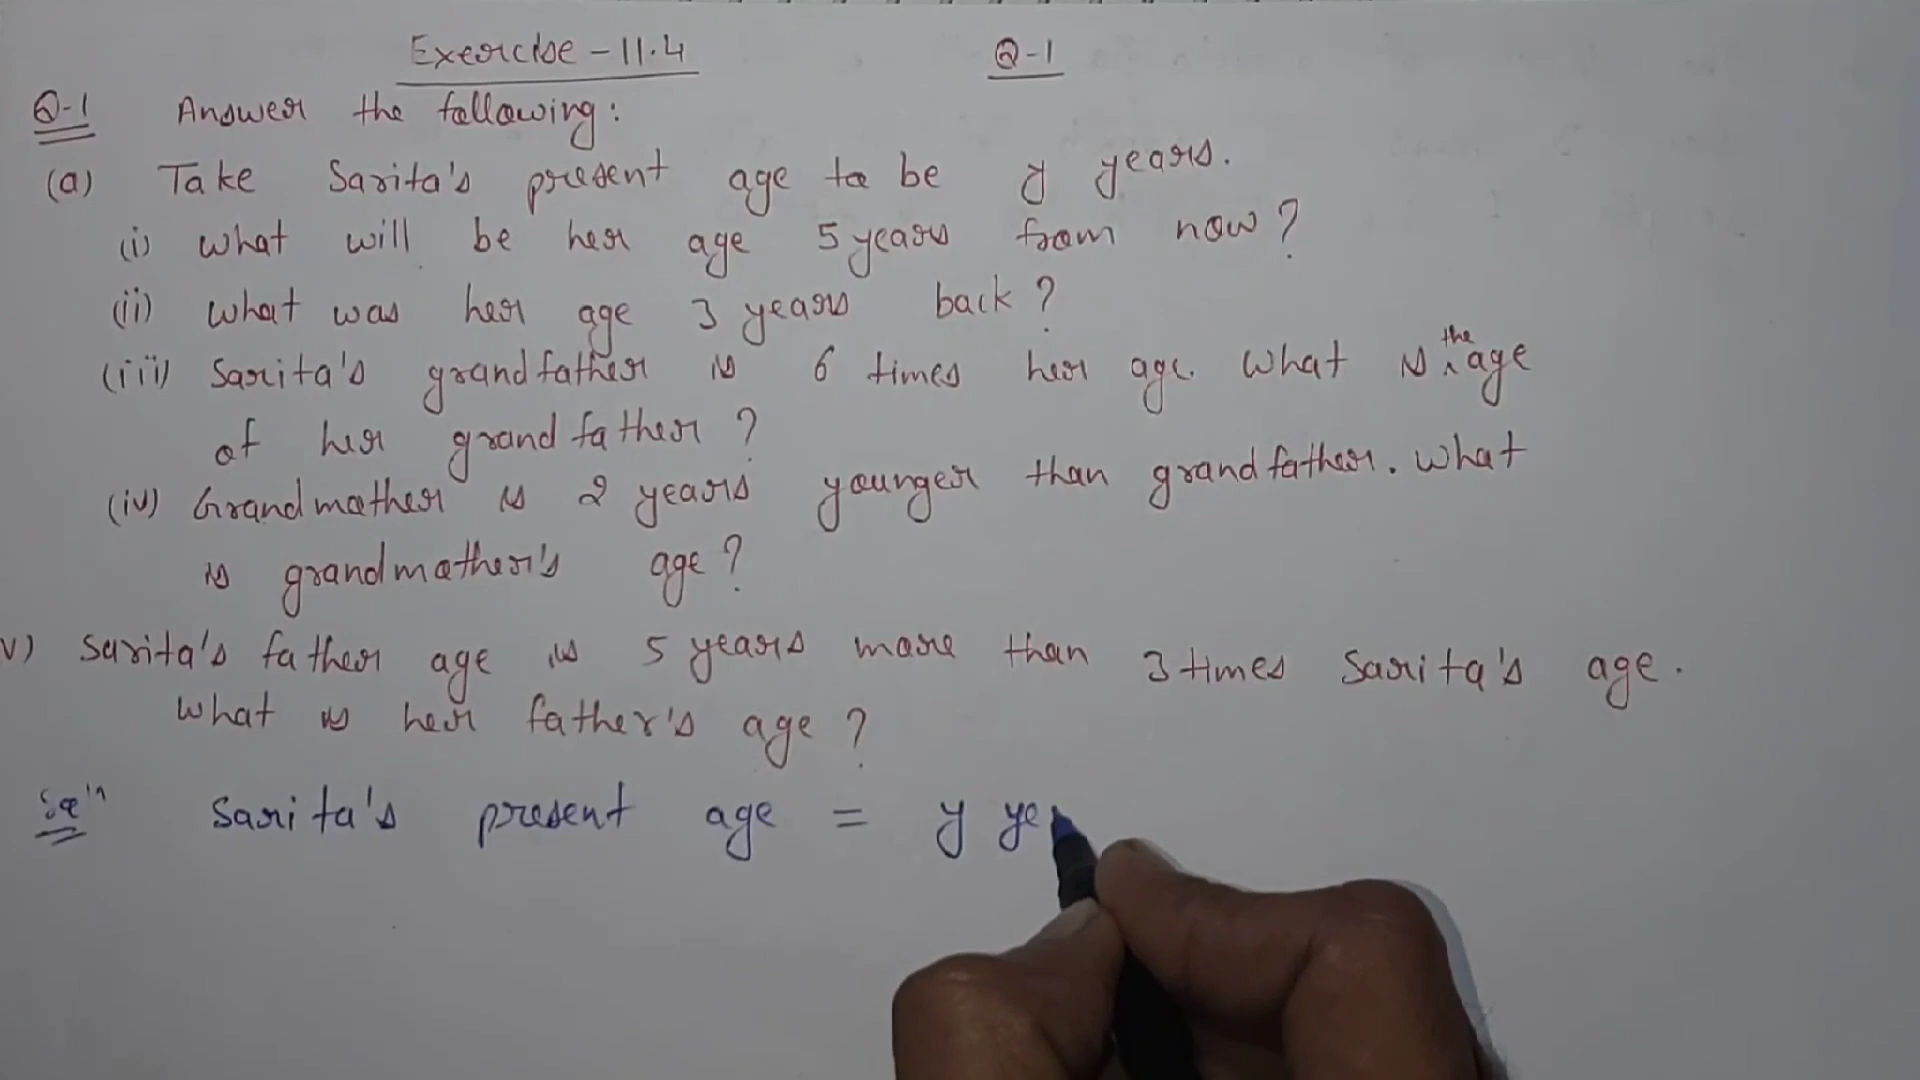 Exercise - 11.4
Q-1
Q-1 Answer the following:
(a) Take Sarita's present age to be y years.
(i) what will be her age 5 years from now?
(ii) what was her age 3 years back?
(iii) Sarita's grandfather is 6 times her age. What is ^ the age
of her grandfather?
(iv) Grandmother is 2 years younger than grandfather. What
is grandmother's age?
v) Sarita's father age is 5 years more than 3 times Sarita's age.
What is her father's age?
Sol'n Sarita's present age = y ye